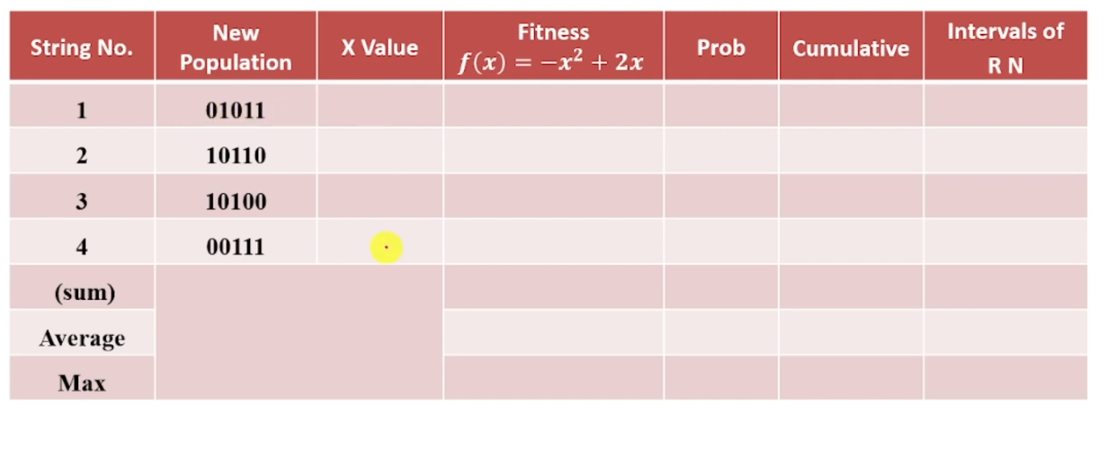 String No. New Population X Value Fitness f(x) = −x² + 2x Prob Cumulative Intervals of R N
1 01011
2 10110
3 10100
4 00111
(sum)
Average
Max